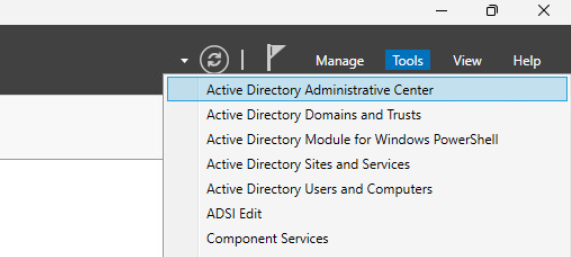 Manage Tools View Help
Active Directory Administrative Center
Active Directory Domains and Trusts
Active Directory Module for Windows PowerShell
Active Directory Sites and Services
Active Directory Users and Computers
ADSI Edit
Component Services